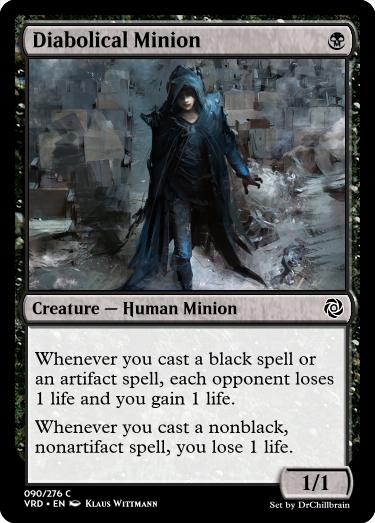 Diabolical Minion
Creature — Human Minion
Whenever you cast a black spell or
an artifact spell, each opponent loses
1 life and you gain 1 life.
Whenever you cast a nonblack,
nonartifact spell, you lose 1 life.
1/1
090/276 C
VRD • EN Klaus Wittmann
Set by DrChillbrain